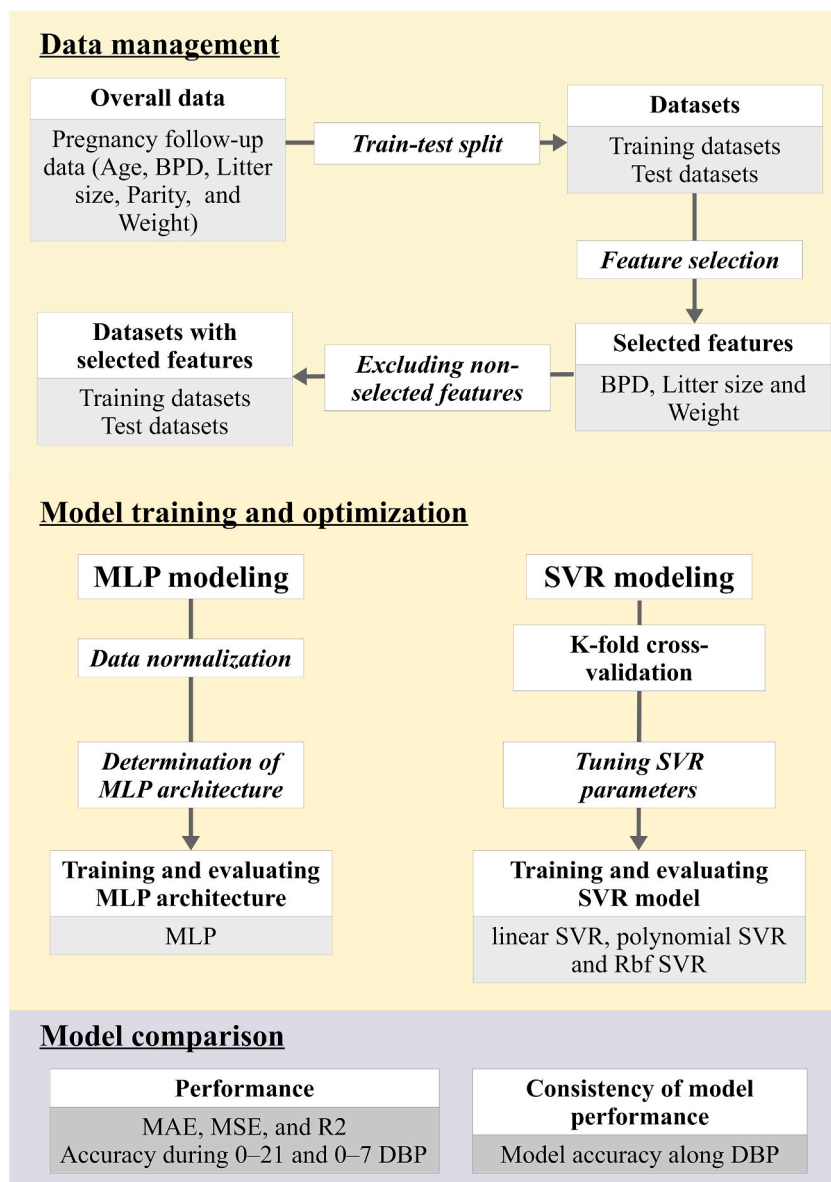 Data management
Overall data
Pregnancy follow-up
data (Age, BPD, Litter
size, Parity, and
Weight)
Train-test split
Datasets
Training datasets
Test datasets
Feature selection
Selected features
BPD, Litter size and
Weight
Excluding non-
selected features
Datasets with
selected features
Training datasets
Test datasets
Model training and optimization
MLP modeling
Data normalization
Determination of
MLP architecture
Training and evaluating
MLP architecture
MLP
SVR modeling
K-fold cross-
validation
Tuning SVR
parameters
Training and evaluating
SVR model
linear SVR, polynomial SVR
and Rbf SVR
Model comparison
Performance
MAE, MSE, and R2
Accuracy during 0–21 and 0–7 DBP
Consistency of model
performance
Model accuracy along DBP